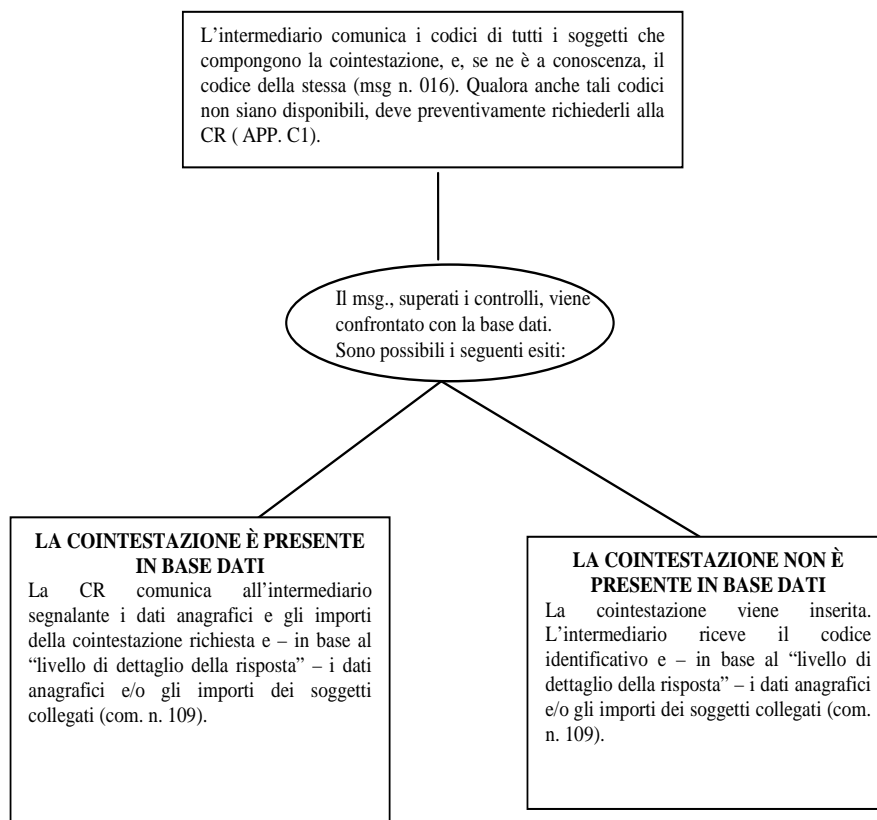 L'intermediario comunica i codici di tutti i soggetti che
compongono la cointestazione, e, se ne è a conoscenza, il
codice della stessa (msg n. 016). Qualora anche tali codici
non siano disponibili, deve preventivamente richiederli alla
CR ( APP. C1).
Il msg., superati i controlli, viene
confrontato con la base dati.
Sono possibili i seguenti esiti:
LA COINTESTAZIONE È PRESENTE
IN BASE DATI
La CR comunica all'intermediario
segnalante i dati anagrafici e gli importi
della cointestazione richiesta e – in base al
“livello di dettaglio della risposta” – i dati
anagrafici e/o gli importi dei soggetti
collegati (com. n. 109).
LA COINTESTAZIONE NON È
PRESENTE IN BASE DATI
La cointestazione viene inserita.
L'intermediario riceve il codice
identificativo e – in base al “livello di
dettaglio della risposta” – i dati anagrafici
e/o gli importi dei soggetti collegati (com.
n. 109).